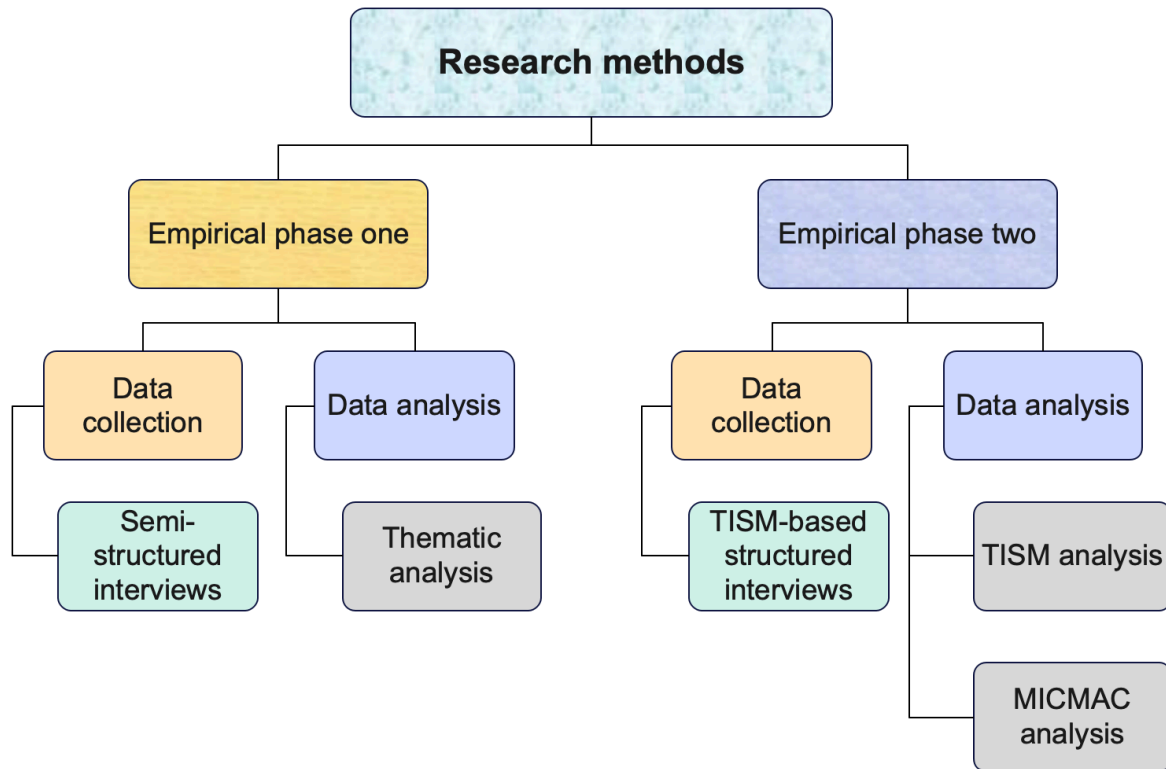 Research methods
Empirical phase one
Empirical phase two
Data
collection
Data analysis
Data
collection
Data analysis
Semi-
structured
interviews
Thematic
analysis
TISM-based
structured
interviews
TISM analysis
MICMAC
analysis